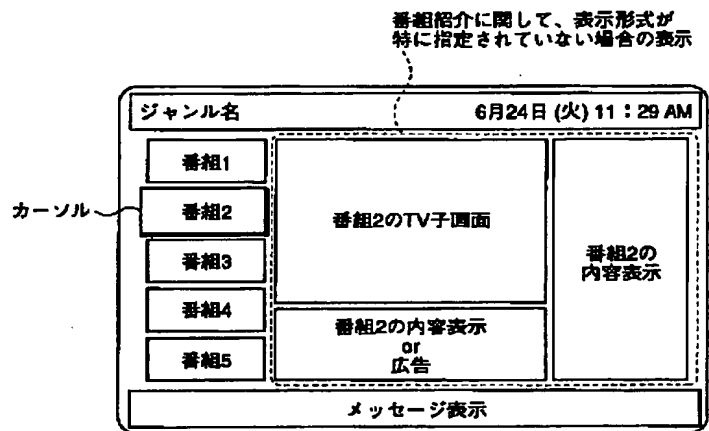 番組紹介に関して、表示形式が
特に指定されていない場合の表示
ジャンル名
6月24日 (火) 11：29 AM
番組1
カーソル
番組2
番組3
番組4
番組5
番組2のTV子画面
番組2の内容表示
or
広告
番組2の
内容表示
メッセージ表示